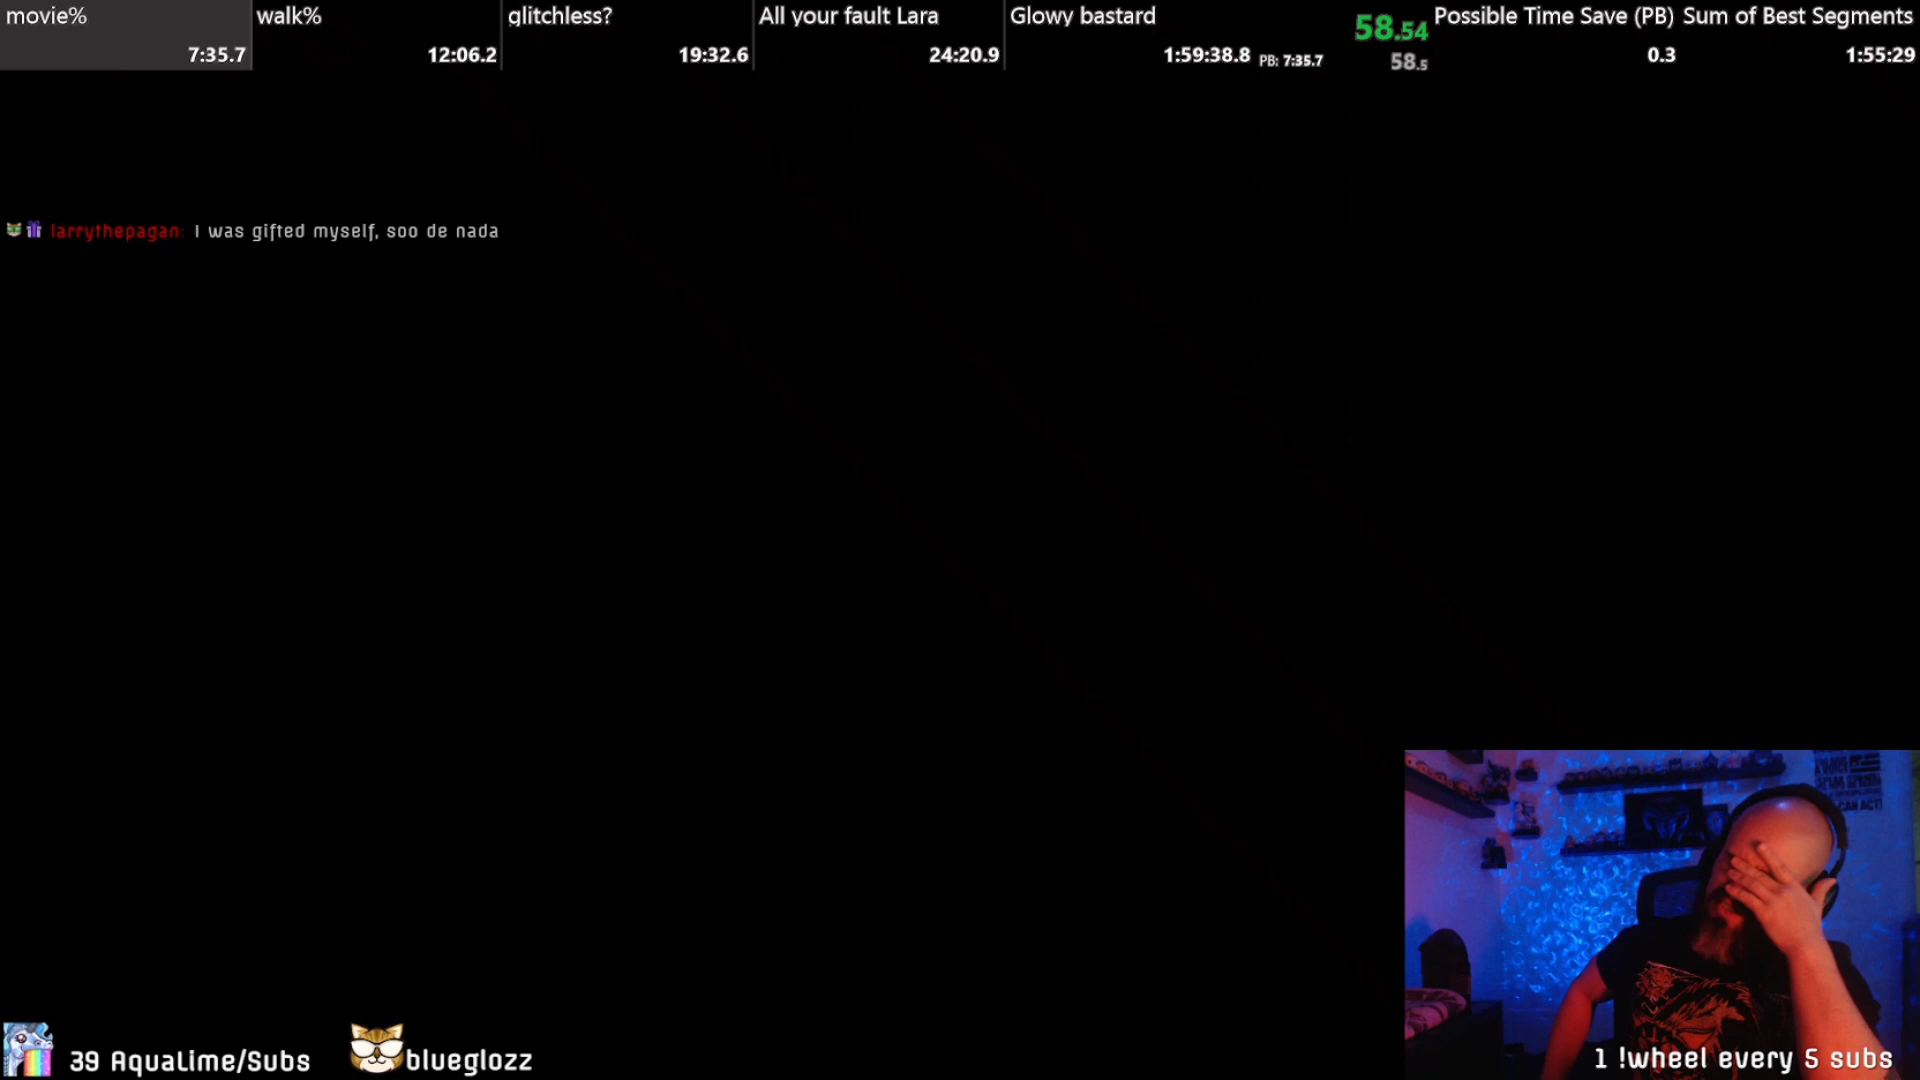 movie%
7:35.7
walk%
12:06.2
glitchless?
19:32.6
All your fault Lara
24:20.9
Glowy bastard
1:59:38.8
PB: 7:35.7
58.54
58.5
Possible Time Save (PB)
0.3
Sum of Best Segments
1:55:29
larrythepagan: I was gifted myself, soo de nada
CAN ACT!
39 AquaLime/Subs
blueglozz
1 !wheel every 5 subs